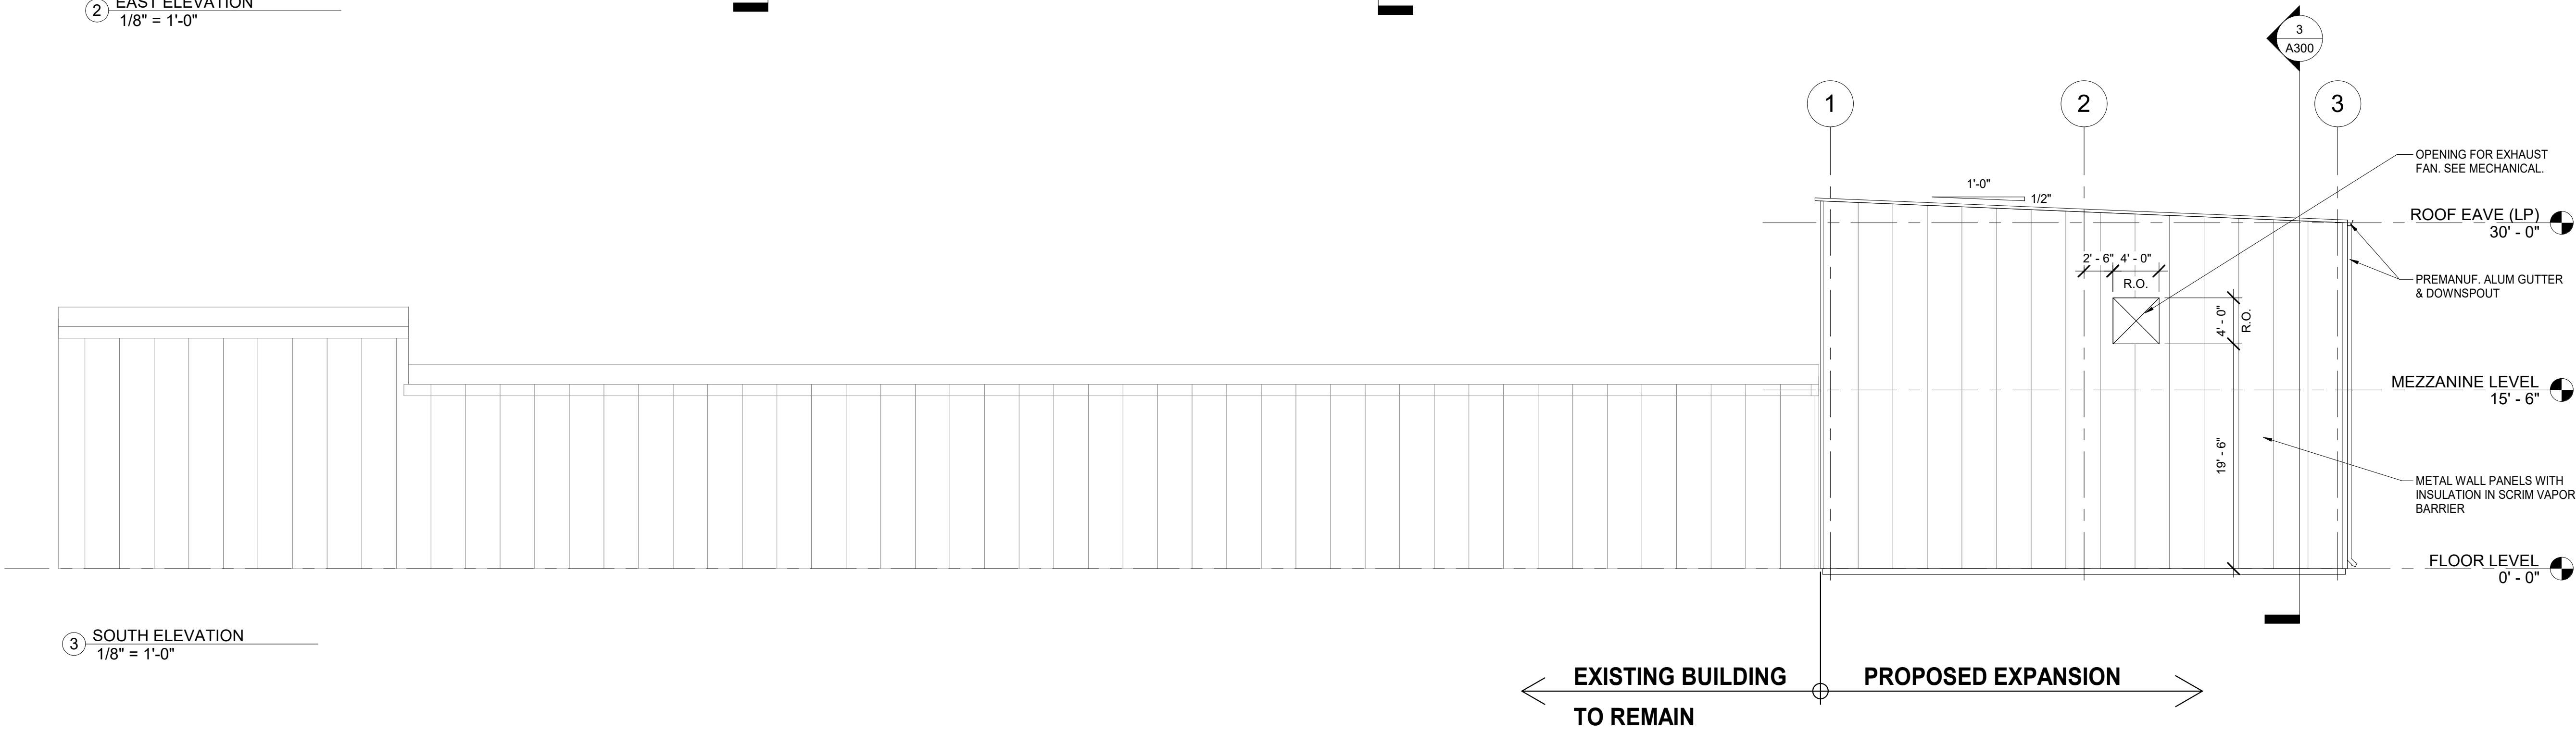 2
EAST ELEVATION
1/8" = 1'-0"
3
A300
1
2
3
OPENING FOR EXHAUST
FAN. SEE MECHANICAL.
1'-0"
1/2"
ROOF EAVE (LP)
30' - 0"
2' - 6"
4' - 0"
R.O.
PREMANUF. ALUM GUTTER
& DOWNSPOUT
4' - 0"
R.O.
MEZZANINE LEVEL
15' - 6"
19' - 6"
METAL WALL PANELS WITH
INSULATION IN SCRIM VAPOR
BARRIER
FLOOR LEVEL
0' - 0"
3
SOUTH ELEVATION
1/8" = 1'-0"
EXISTING BUILDING
TO REMAIN
PROPOSED EXPANSION